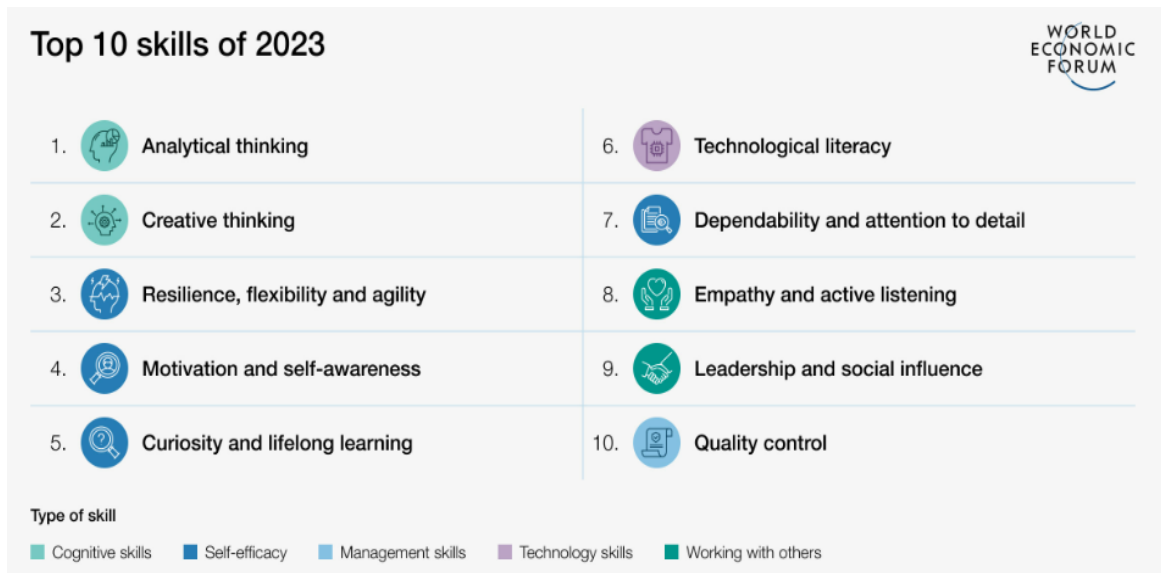 Top 10 skills of 2023
WORLD
ECONOMIC
FORUM
1. Analytical thinking
2. Creative thinking
3. Resilience, flexibility and agility
4. Motivation and self-awareness
5. Curiosity and lifelong learning
6. Technological literacy
7. Dependability and attention to detail
8. Empathy and active listening
9. Leadership and social influence
10. Quality control
Type of skill
Cognitive skills Self-efficacy Management skills Technology skills Working with others